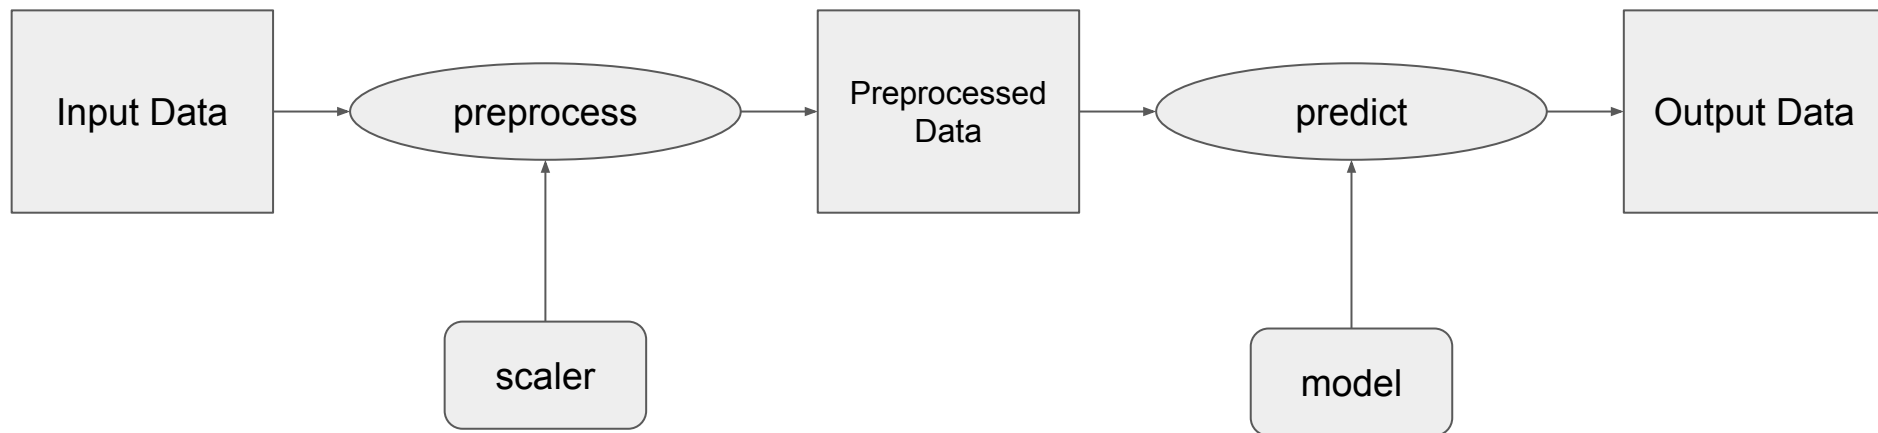 Input Data
preprocess
Preprocessed
Data
predict
Output Data
scaler
model